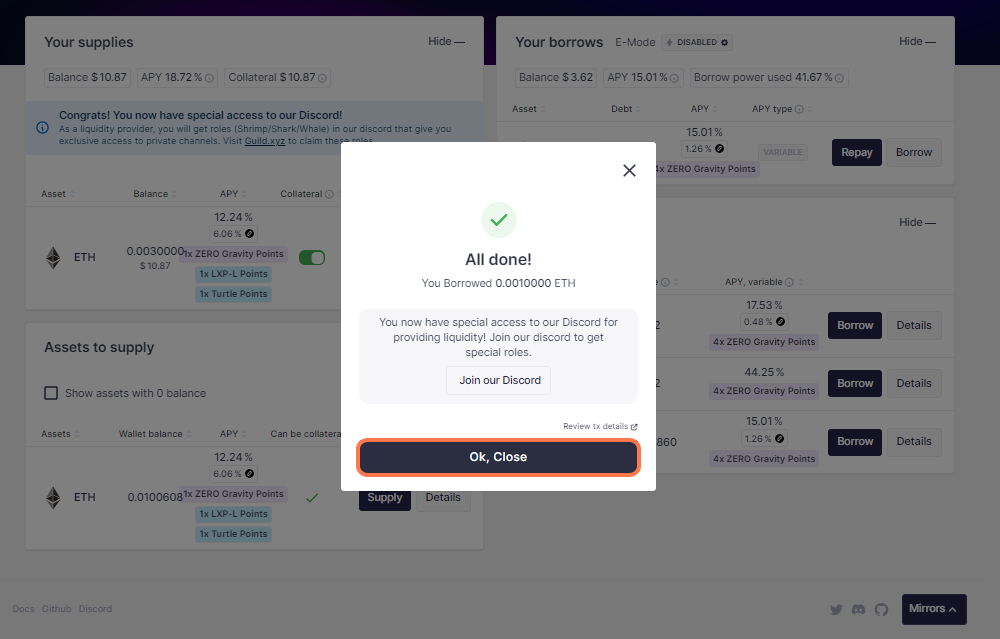 Your supplies
Hide —
Balance $ 10.87
APY 18.72 %
Collateral $ 10.87
Congrats! You now have special access to our Discord!
As a liquidity provider, you will get roles (Shrimp/Shark/Whale) in our discord that give you
exclusive access to private channels. Visit Guild.xyz to claim these roles
Asset
Balance
APY
Collateral
ETH
0.0030000
$ 10.87
12.24 %
6.06 %
1x ZERO Gravity Points
1x LXP-L Points
1x Turtle Points
Assets to supply
Show assets with 0 balance
Assets
Wallet balance
APY
Can be collatera
ETH
0.0100608
12.24 %
6.06 %
1x ZERO Gravity Points
1x LXP-L Points
1x Turtle Points
Supply
Details
Your borrows
E-Mode
DISABLED
Hide —
Balance $ 3.62
APY 15.01 %
Borrow power used 41.67 %
Asset
Debt
APY
APY type
15.01 %
1.26 %
4x ZERO Gravity Points
VARIABLE
Repay
Borrow
Hide —
APY, variable
17.53 %
0.48 %
4x ZERO Gravity Points
Borrow
Details
44.25 %
4x ZERO Gravity Points
Borrow
Details
860
15.01 %
1.26 %
4x ZERO Gravity Points
Borrow
Details
All done!
You Borrowed 0.0010000 ETH
You now have special access to our Discord for
providing liquidity! Join our discord to get
special roles.
Join our Discord
Review tx details
Ok, Close
Docs
Github
Discord
Mirrors